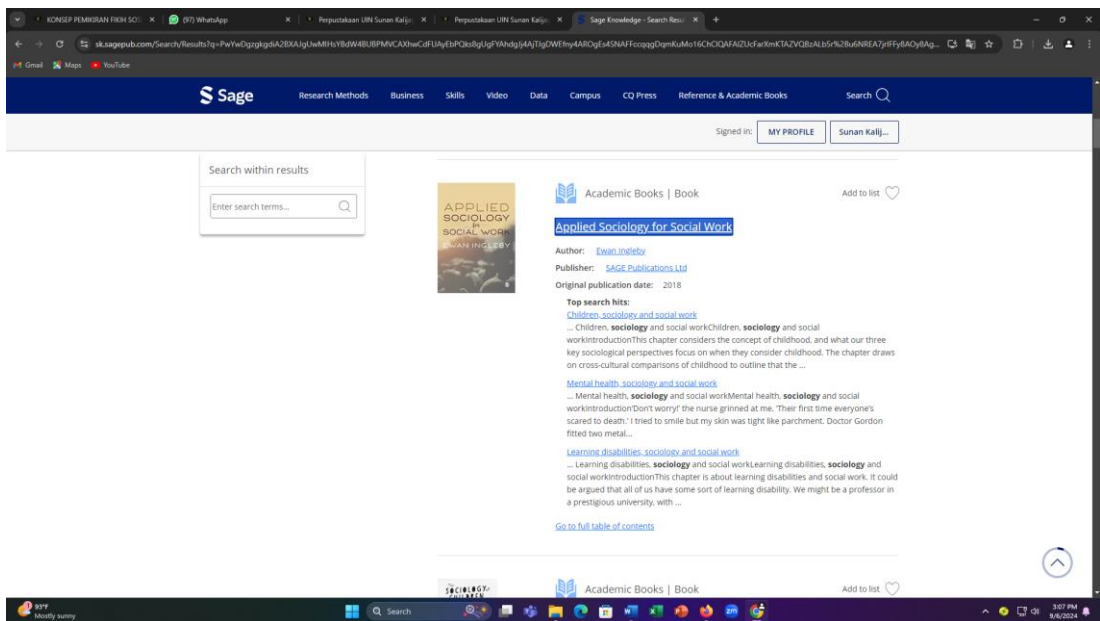 KONSEP PEMIKIRAN FIKIH SOS
(97) WhatsApp
Perpustakaan UIN Sunan Kalijag
Perpustakaan UIN Sunan Kalijag
Sage Knowledge - Search Resu
Gmail
Maps
YouTube
Sage
Research Methods
Business
Skills
Video
Data
Campus
CQ Press
Reference & Academic Books
Search
Signed in:
MY PROFILE
Sunan Kalij...
Search within results
Enter search terms...
APPLIED
SOCIOLOGY
for
SOCIAL WORK
EWAN INGLEBY
Academic Books | Book
Add to list
Applied Sociology for Social Work
Author: Ewan Ingleby
Publisher: SAGE Publications Ltd
Original publication date: 2018
Top search hits:
Children, sociology and social work
... Children, sociology and social workChildren, sociology and social
workintroductionThis chapter considers the concept of childhood, and what our three
key sociological perspectives focus on when they consider childhood. The chapter draws
on cross-cultural comparisons of childhood to outline that the ...
Mental health, sociology and social work
... Mental health, sociology and social workMental health, sociology and social
workintroduction'Don't worry!' the nurse grinned at me. 'Their first time everyone's
scared to death.' I tried to smile but my skin was tight like parchment. Doctor Gordon
fitted two metal...
Learning disabilities, sociology and social work
... Learning disabilities, sociology and social workLearning disabilities, sociology and
social workintroductionThis chapter is about learning disabilities and social work. It could
be argued that all of us have some sort of learning disability. We might be a professor in
a prestigious university, with ...
Go to full table of contents
SOCIOLOGY
CHILDREN
Academic Books | Book
Add to list
93°F
Mostly sunny
Search
3:07 PM
9/6/2024